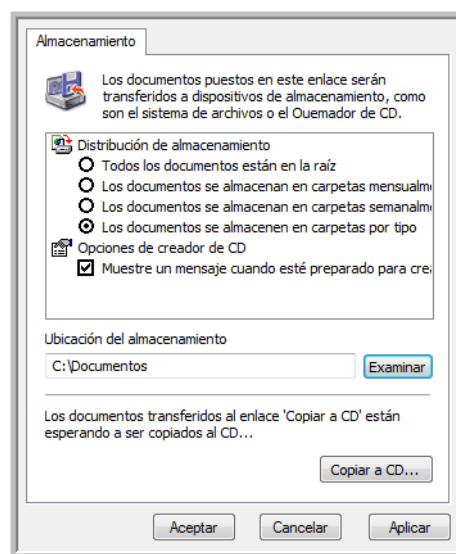 Almacenamiento
Los documentos puestos en este enlace serán
transferidos a dispositivos de almacenamiento, como
son el sistema de archivos o el Ouemador de CD.
Distribución de almacenamiento
Todos los documentos están en la raíz
Los documentos se almacenan en carpetas mensualm
Los documentos se almacenan en carpetas semanalm
Los documentos se almacenen en carpetas por tipo
Opciones de creador de CD
Muestre un mensaje cuando esté preparado para crea
Ubicación del almacenamiento
C:\Documentos
Examinar
Los documentos transferidos al enlace 'Copiar a CD' están
esperando a ser copiados al CD...
Copiar a CD...
Aceptar
Cancelar
Aplicar